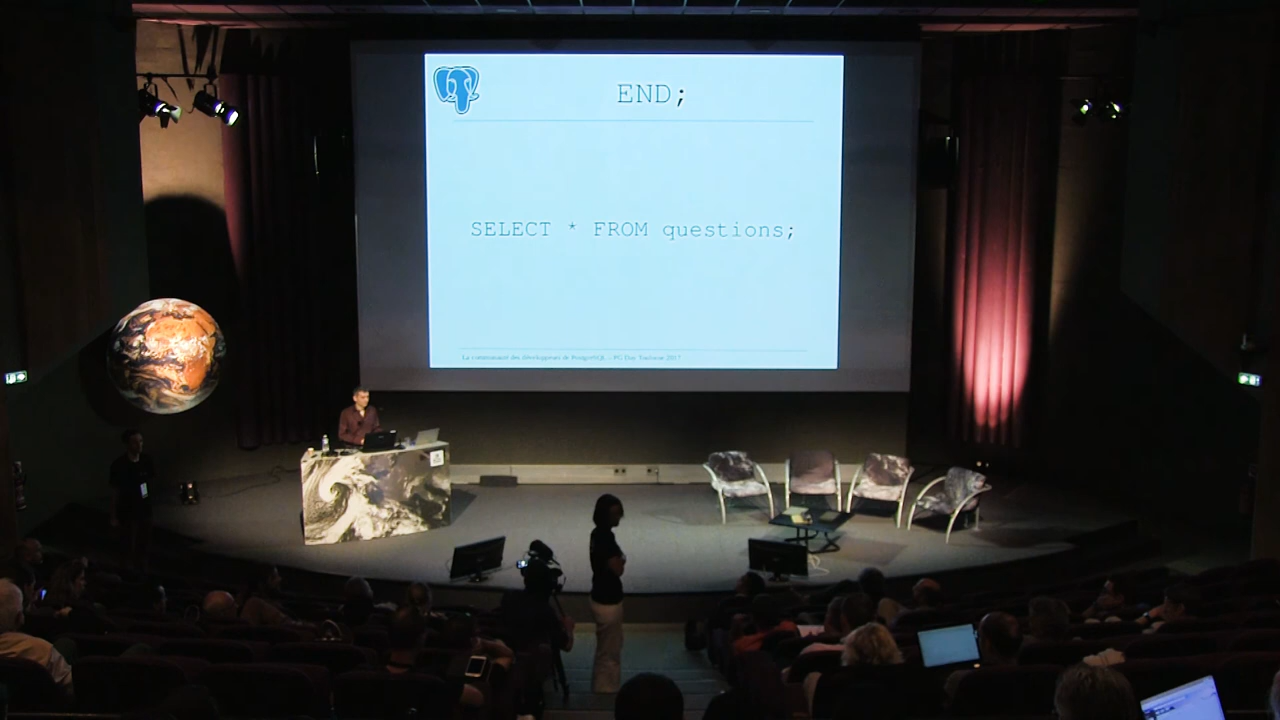 END;
SELECT * FROM questions;
La communauté des développeurs de PostgreSQL – PG Day Toulouse 2017